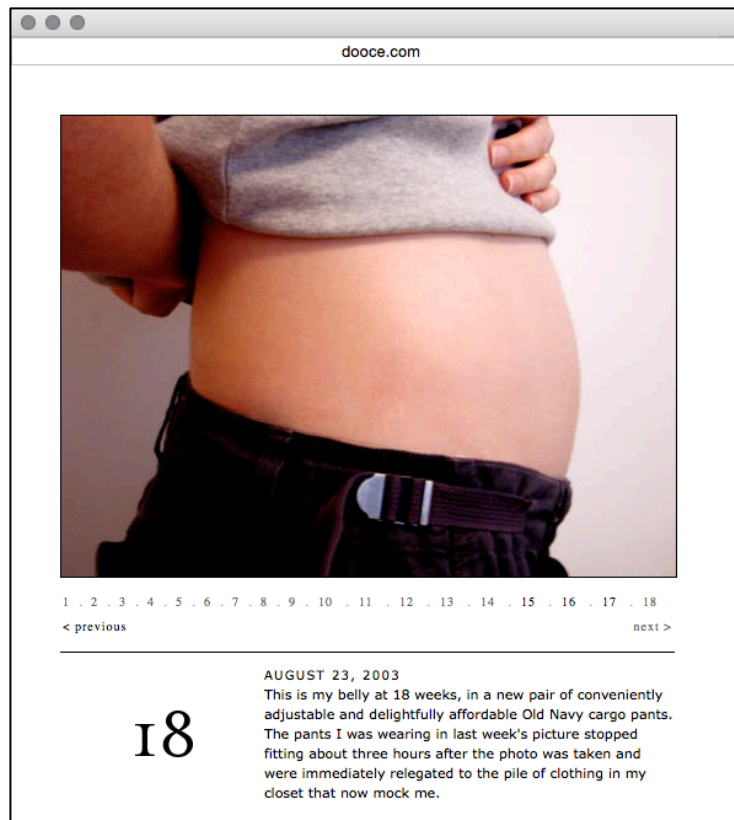 dooce.com
1 . 2 . 3 . 4 . 5 . 6 . 7 . 8 . 9 . 10 . 11 . 12 . 13 . 14 . 15 . 16 . 17 . 18
< previous next >
AUGUST 23, 2003
18
This is my belly at 18 weeks, in a new pair of conveniently
adjustable and delightfully affordable Old Navy cargo pants.
The pants I was wearing in last week's picture stopped
fitting about three hours after the photo was taken and
were immediately relegated to the pile of clothing in my
closet that now mock me.